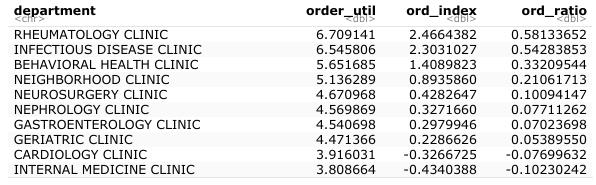 department order_util ord_index ord_ratio
<chr> <dbl> <dbl> <dbl>
RHEUMATOLOGY CLINIC 6.709141 2.4664382 0.58133652
INFECTIOUS DISEASE CLINIC 6.545806 2.3031027 0.54283853
BEHAVIORAL HEALTH CLINIC 5.651685 1.4089823 0.33209544
NEIGHBORHOOD CLINIC 5.136289 0.8935860 0.21061713
NEUROSURGERY CLINIC 4.670968 0.4282647 0.10094147
NEPHROLOGY CLINIC 4.569869 0.3271660 0.07711262
GASTROENTEROLOGY CLINIC 4.540698 0.2979946 0.07023698
GERIATRIC CLINIC 4.471366 0.2286626 0.05389550
CARDIOLOGY CLINIC 3.916031 -0.3266725 -0.07699632
INTERNAL MEDICINE CLINIC 3.808664 -0.4340388 -0.10230242